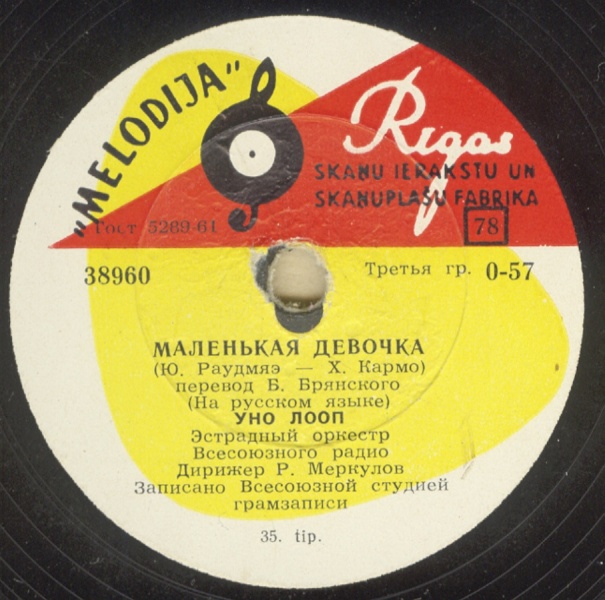 "MELODIJA"
Rīgas
SKAŅU IERAKSTU UN
SKAŅUPLAŠU FABRIKA
78
Гост 5289-61
38960
Третья гр. 0-57
МАЛЕНЬКАЯ ДЕВОЧКА
(Ю. Раудмяэ — Х. Кармо)
перевод Б. Брянского
(На русском языке)
УНО ЛООП
Эстрадный оркестр
Всесоюзного радио
Дирижер Р. Меркулов
Записано Всесоюзной студией
грамзаписи
35. tip.